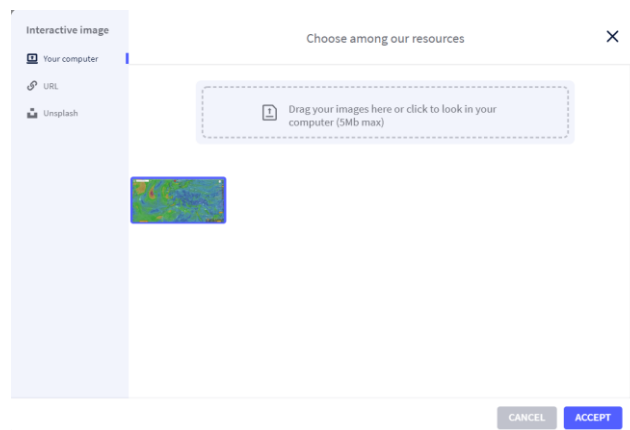 Interactive image
Your computer
URL
Unsplash
Choose among our resources
Drag your images here or click to look in your
computer (5Mb max)
CANCEL
ACCEPT